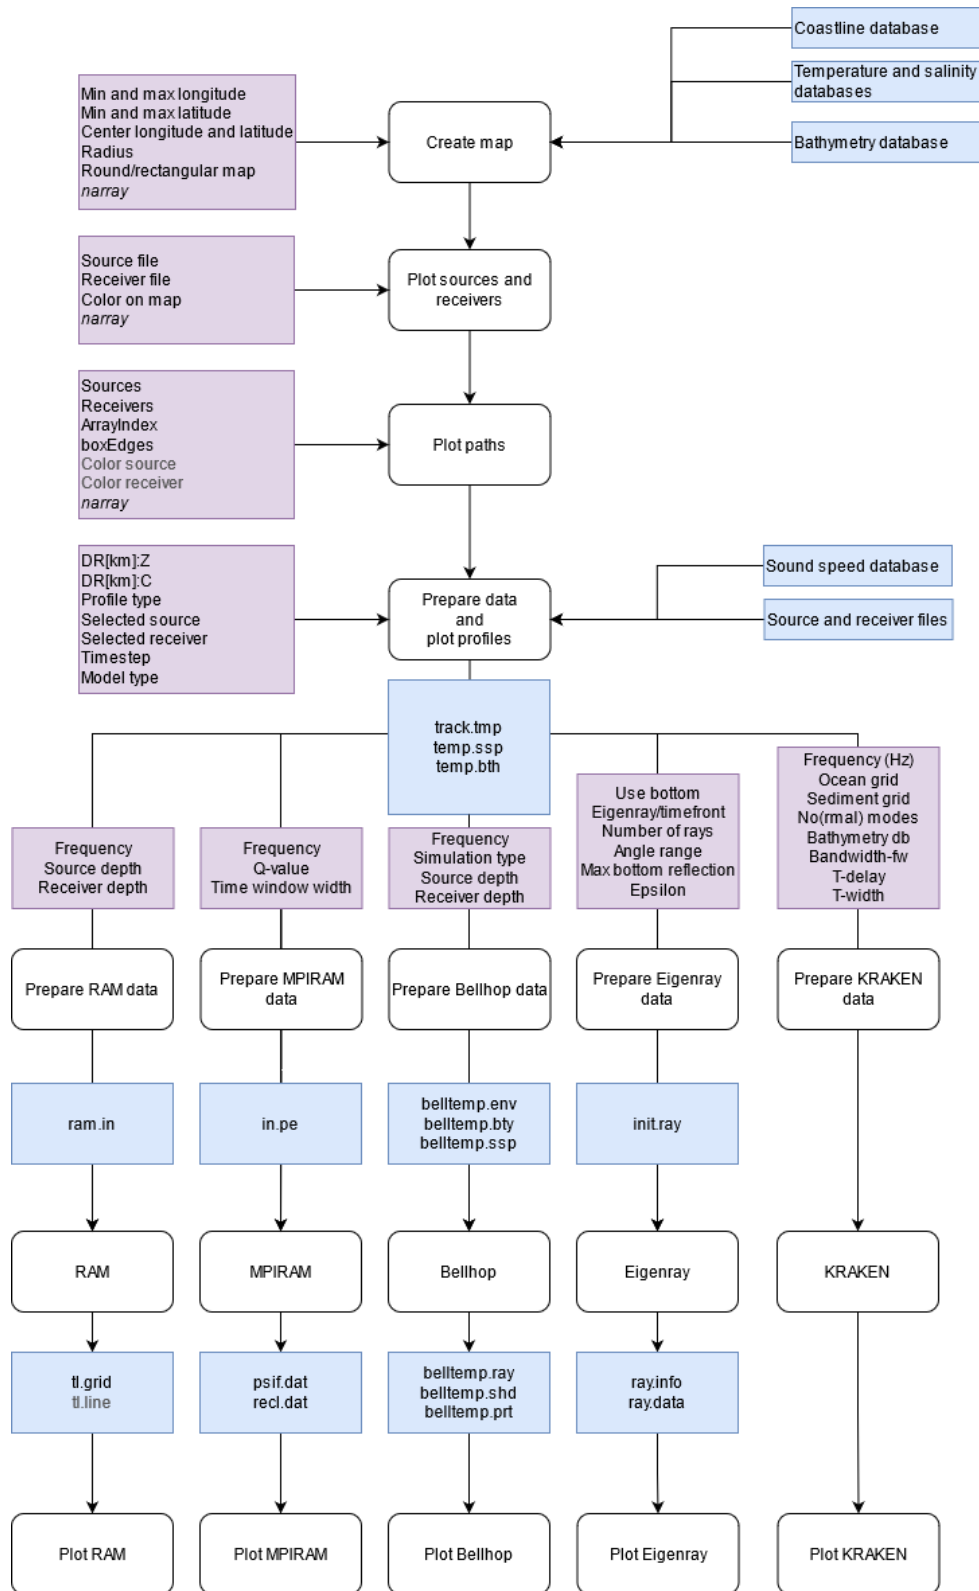 Coastline database
Temperature and salinity
databases
Bathymetry database
Min and max longitude
Min and max latitude
Center longitude and latitude
Radius
Round/rectangular map
narray
Create map
Source file
Receiver file
Color on map
narray
Plot sources and
receivers
Sources
Receivers
ArrayIndex
boxEdges
Color source
Color receiver
narray
Plot paths
DR[km]:Z
DR[km]:C
Profile type
Selected source
Selected receiver
Timestep
Model type
Prepare data
and
plot profiles
Sound speed database
Source and receiver files
track.tmp
temp.ssp
temp.bth
Frequency
Source depth
Receiver depth
Frequency
Q-value
Time window width
Frequency
Simulation type
Source depth
Receiver depth
Use bottom
Eigenray/timefront
Number of rays
Angle range
Max bottom reflection
Epsilon
Frequency (Hz)
Ocean grid
Sediment grid
No(rmal) modes
Bathymetry db
Bandwidth-fw
T-delay
T-width
Prepare RAM data
Prepare MPIRAM
data
Prepare Bellhop data
Prepare Eigenray
data
Prepare KRAKEN
data
ram.in
in.pe
belltemp.env
belltemp.bty
belltemp.ssp
init.ray
RAM
MPIRAM
Bellhop
Eigenray
KRAKEN
tl.grid
tl.line
psif.dat
recl.dat
belltemp.ray
belltemp.shd
belltemp.prt
ray.info
ray.data
Plot RAM
Plot MPIRAM
Plot Bellhop
Plot Eigenray
Plot KRAKEN